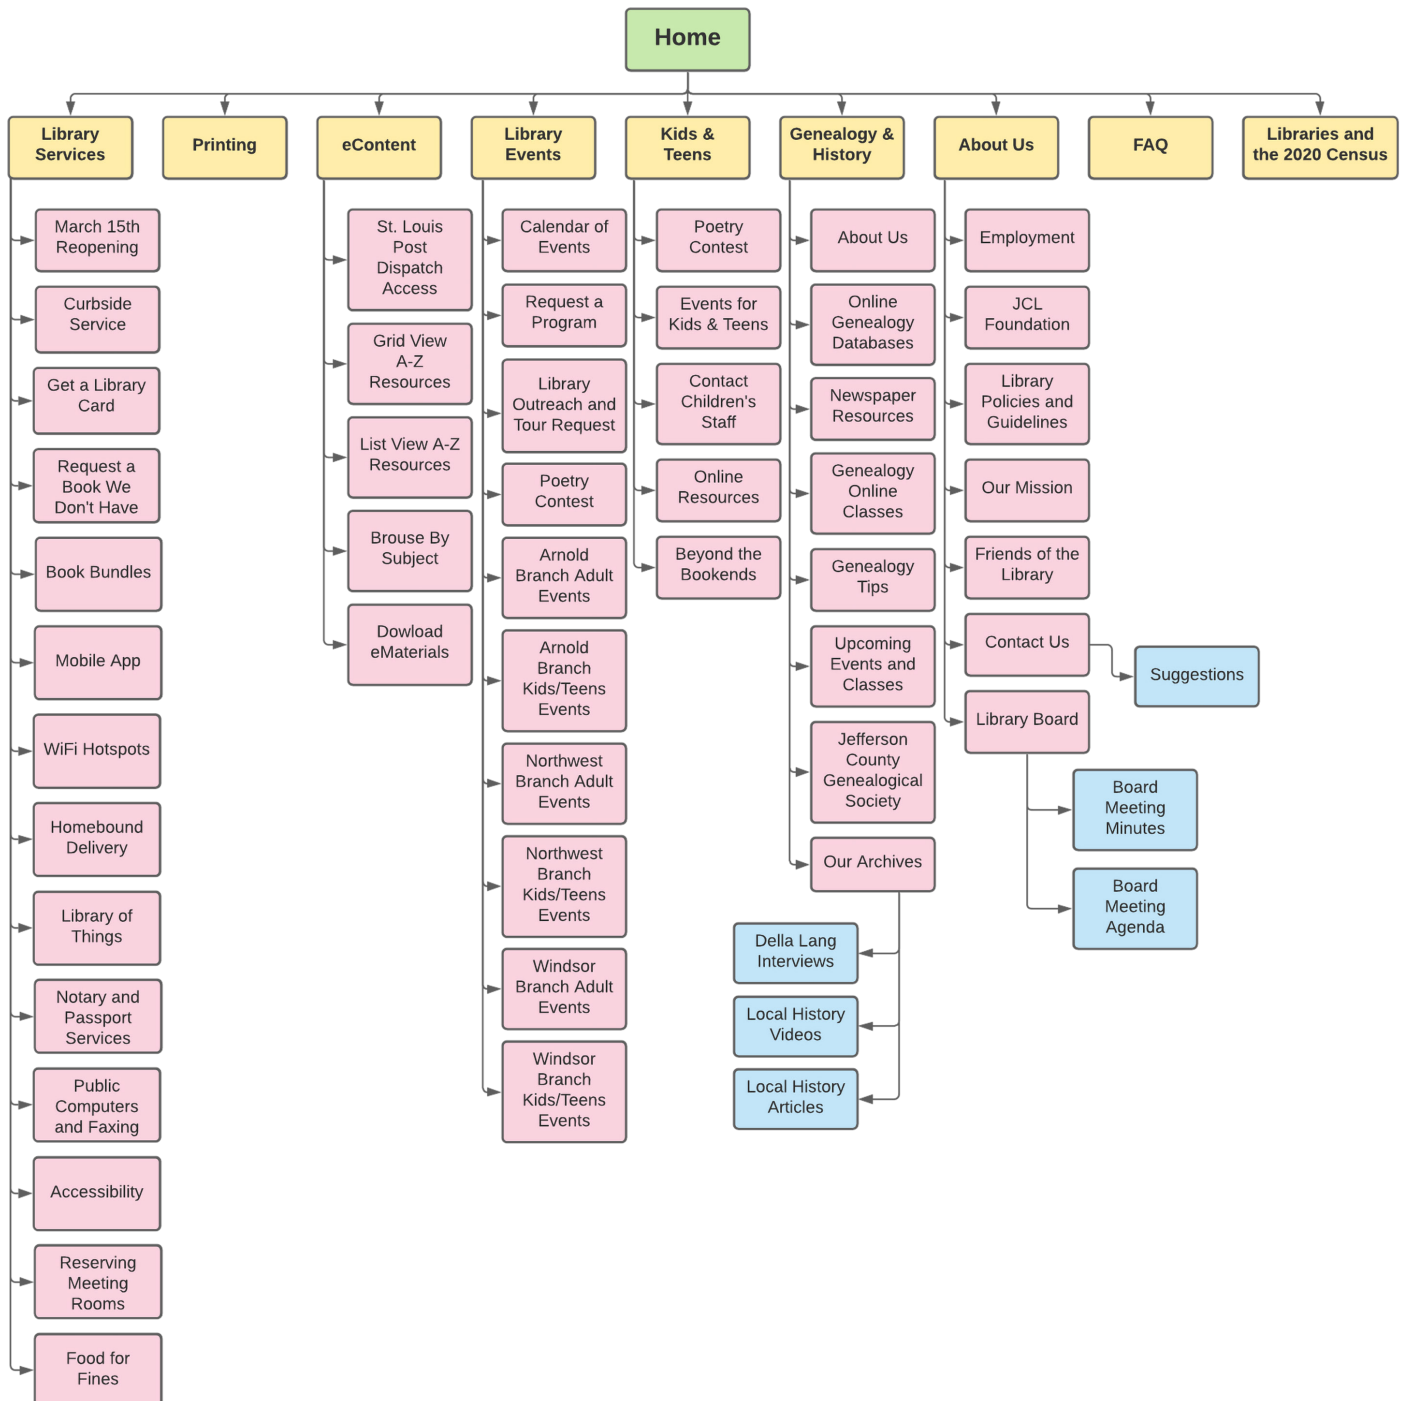 Home
Library
Services
Printing
eContent
Library
Events
Kids &
Teens
Genealogy &
History
About Us
FAQ
Libraries and
the 2020 Census
March 15th
Reopening
Curbside
Service
Get a Library
Card
Request a
Book We
Don't Have
Book Bundles
Mobile App
WiFi Hotspots
Homebound
Delivery
Library of
Things
Notary and
Passport
Services
Public
Computers
and Faxing
Accessibility
Reserving
Meeting
Rooms
Food for
Fines
St. Louis
Post
Dispatch
Access
Grid View
A-Z
Resources
List View A-Z
Resources
Brouse By
Subject
Dowload
eMaterials
Calendar of
Events
Request a
Program
Library
Outreach and
Tour Request
Poetry
Contest
Arnold
Branch Adult
Events
Arnold
Branch
Kids/Teens
Events
Northwest
Branch Adult
Events
Northwest
Branch
Kids/Teens
Events
Windsor
Branch Adult
Events
Windsor
Branch
Kids/Teens
Events
Poetry
Contest
Events for
Kids & Teens
Contact
Children's
Staff
Online
Resources
Beyond the
Bookends
About Us
Online
Genealogy
Databases
Newspaper
Resources
Genealogy
Online
Classes
Genealogy
Tips
Upcoming
Events and
Classes
Jefferson
County
Genealogical
Society
Our Archives
Della Lang
Interviews
Local History
Videos
Local History
Articles
Employment
JCL
Foundation
Library
Policies and
Guidelines
Our Mission
Friends of the
Library
Contact Us
Suggestions
Library Board
Board
Meeting
Minutes
Board
Meeting
Agenda